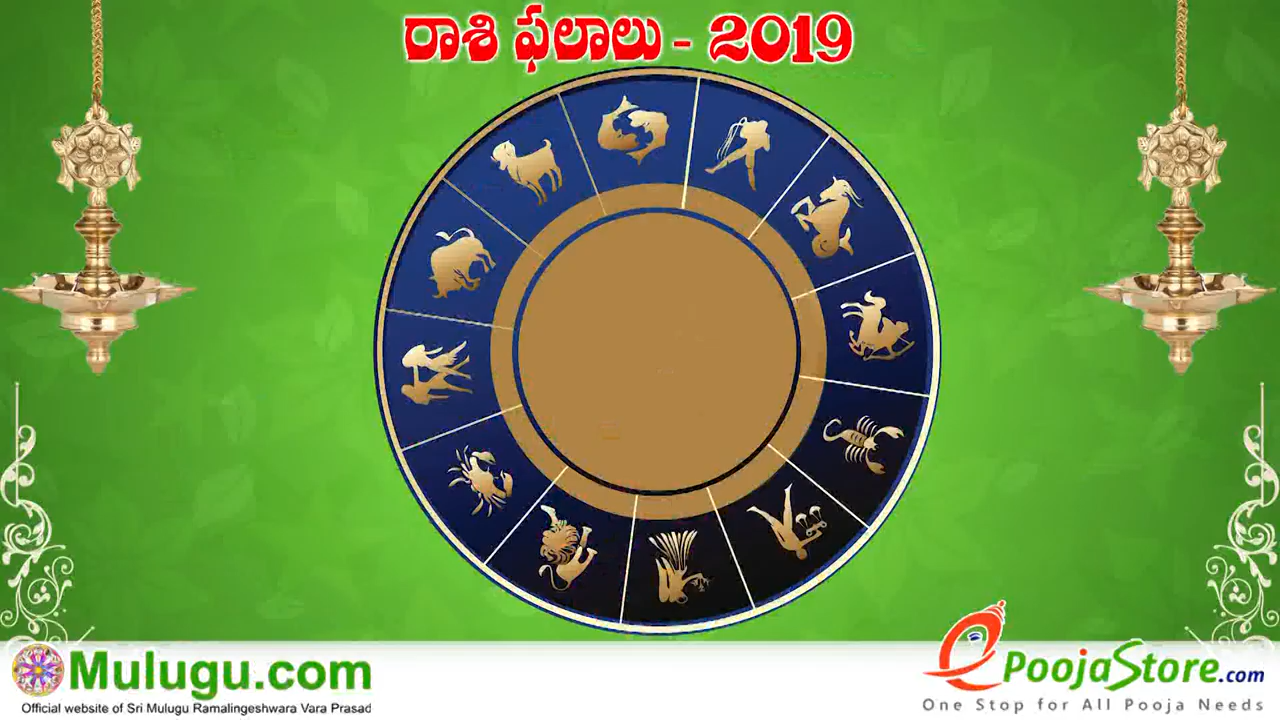 రాశి ఫలాలు - 2019
Mulugu.com
Official website of Sri Mulugu Ramalingeshwara Vara Prasad
ePoojaStore.com
One Stop for All Pooja Needs